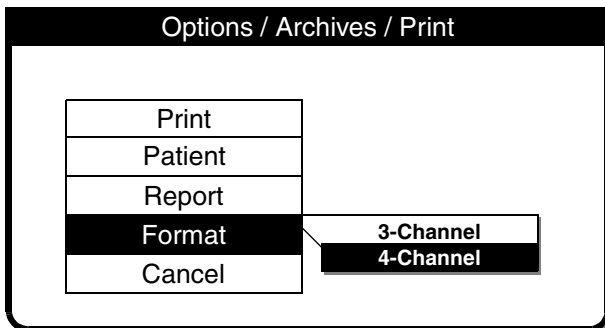 Options / Archives / Print
Print
Patient
Report
Format
3-Channel
4-Channel
Cancel